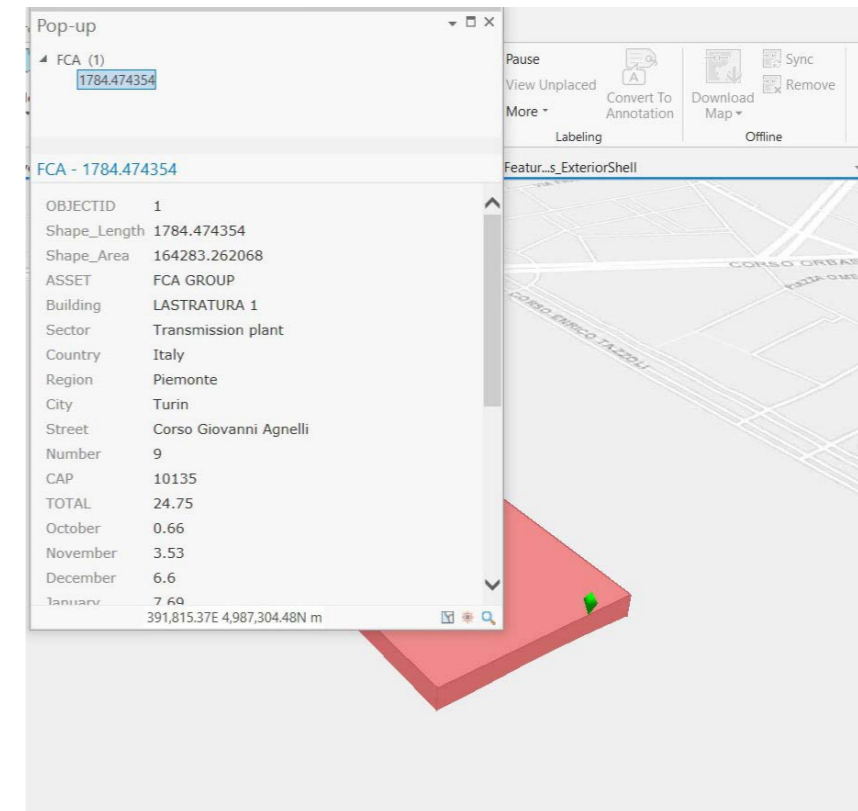 Pop-up
FCA (1)
1784.474354
FCA - 1784.474354
OBJECTID 1
Shape_Length 1784.474354
Shape_Area 164283.262068
ASSET FCA GROUP
Building LASTRATURA 1
Sector Transmission plant
Country Italy
Region Piemonte
City Turin
Street Corso Giovanni Agnelli
Number 9
CAP 10135
TOTAL 24.75
October 0.66
November 3.53
December 6.6
January 7.69
391,815.37E 4,987,304.48N m
Pause
View Unplaced
More
Convert To
Annotation
Labeling
Download
Map
Sync
Remove
Offline
Featur...s_ExteriorShell
CORSO ORBAS
CORSO ENRICO TAZZOLI